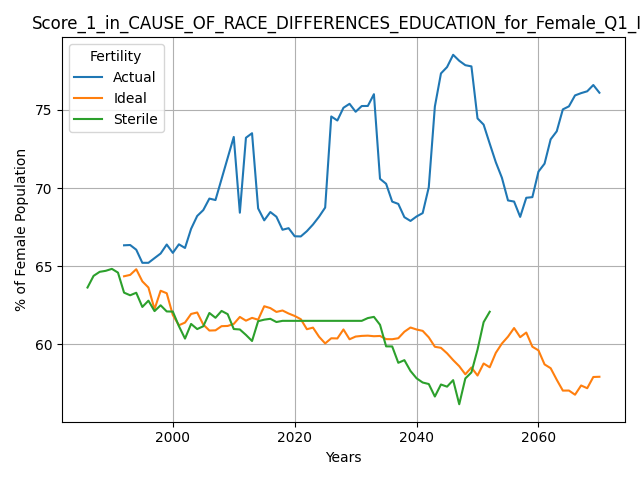 Score_1_in_CAUSE_OF_RACE_DIFFERENCES_EDUCATION_for_Female_Q1_I
Fertility
Actual
Ideal
Sterile
75
70
65
60
% of Female Population
2000
2020
2040
2060
Years